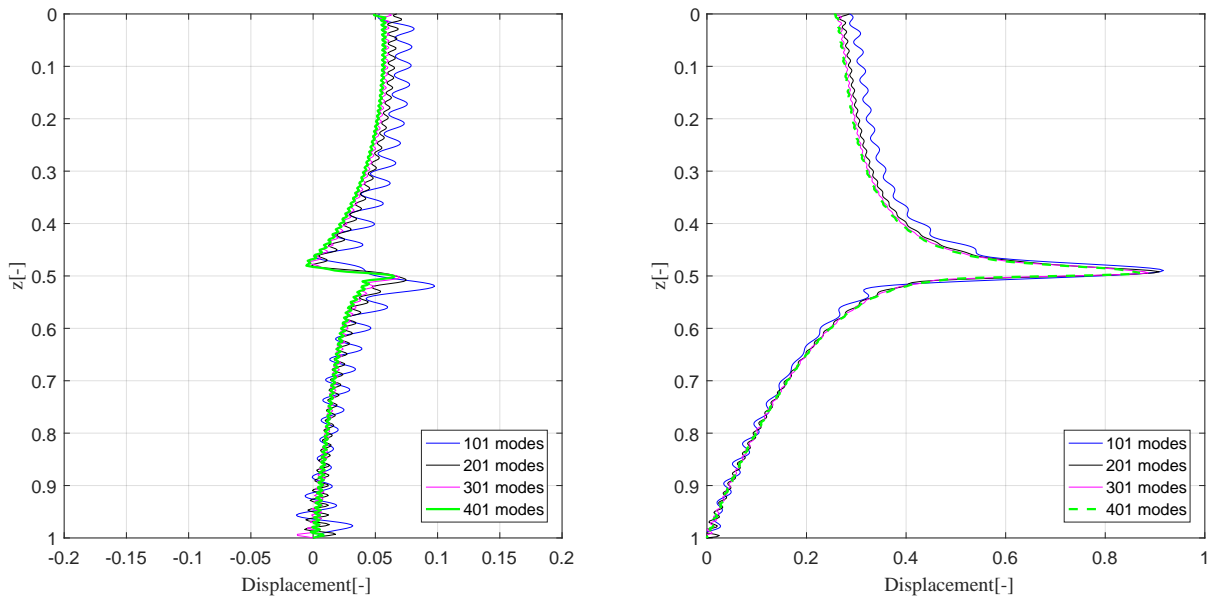 0
0.1
0.2
0.3
0.4
0.5
0.6
0.7
0.8
0.9
1
z[-]
-0.2 -0.15 -0.1 -0.05 0 0.05 0.1 0.15 0.2
Displacement[-]
101 modes
201 modes
301 modes
401 modes
0
0.1
0.2
0.3
0.4
0.5
0.6
0.7
0.8
0.9
1
z[-]
0 0.2 0.4 0.6 0.8 1
Displacement[-]
101 modes
201 modes
301 modes
401 modes